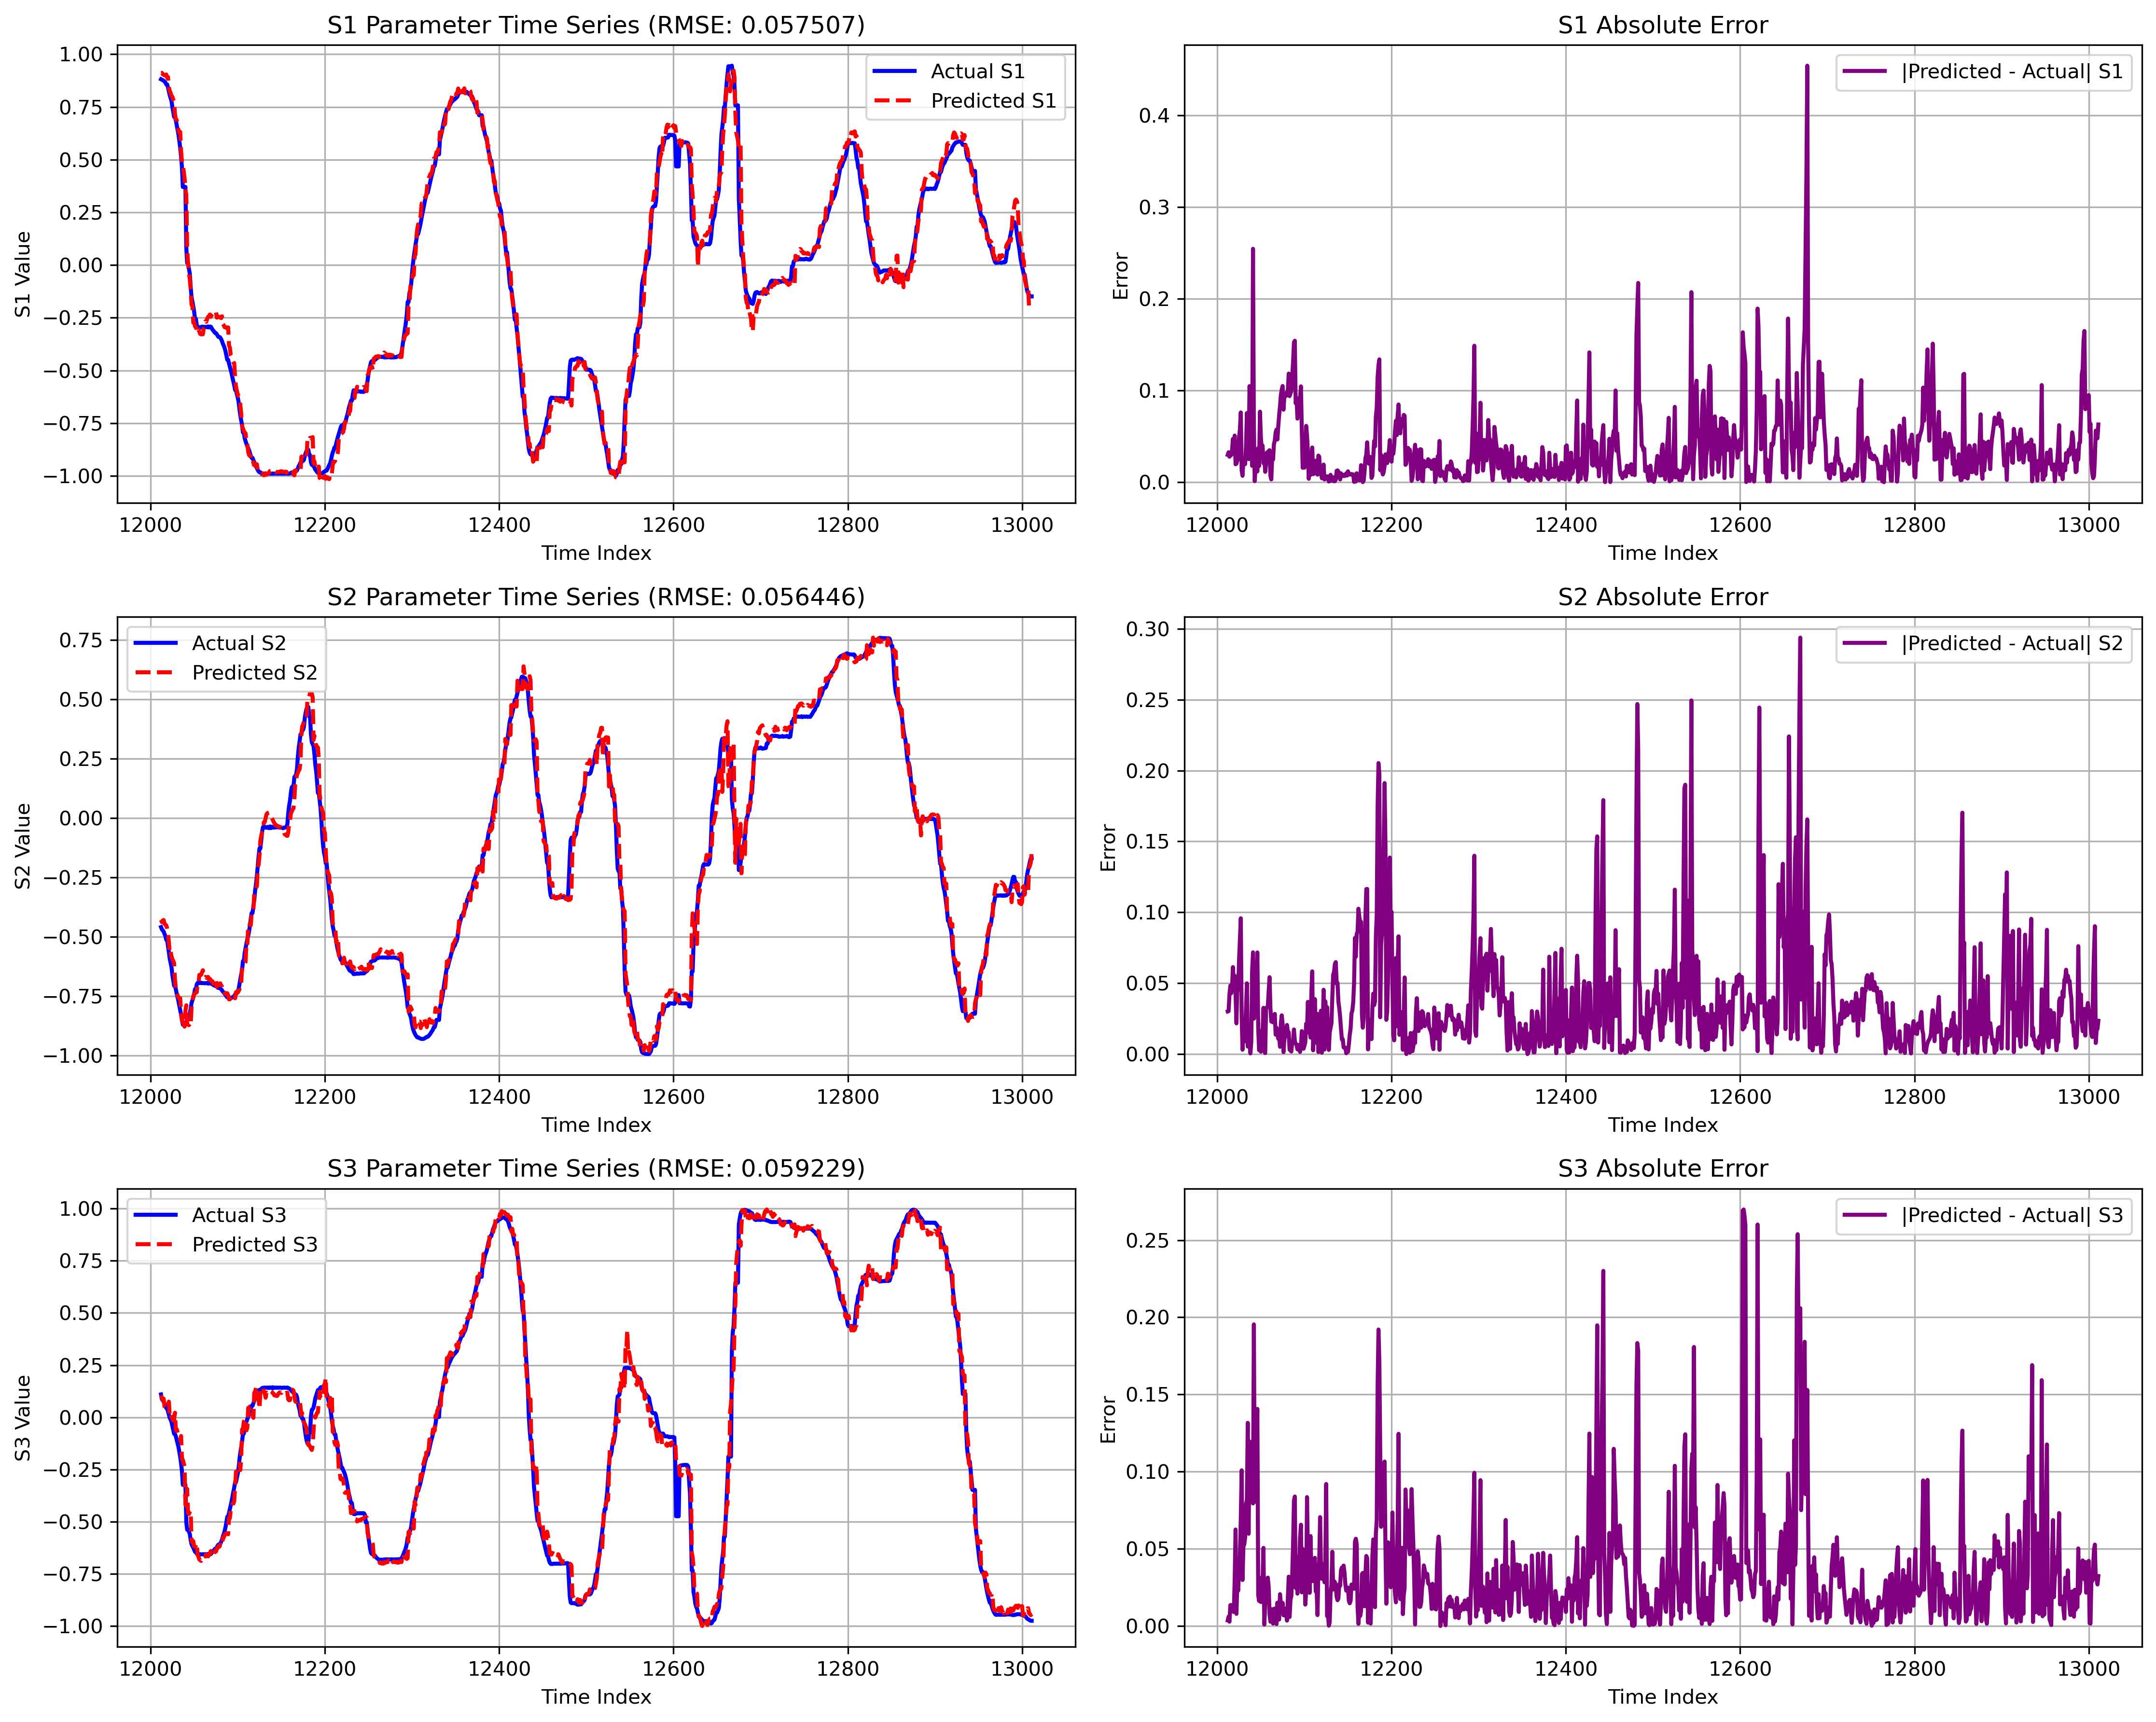 S1 Parameter Time Series (RMSE: 0.057507)
Actual S1
Predicted S1
S1 Value
1.00
0.75
0.50
0.25
0.00
−0.25
−0.50
−0.75
−1.00
12000 12200 12400 12600 12800 13000
Time Index
S1 Absolute Error
|Predicted - Actual| S1
Error
0.4
0.3
0.2
0.1
0.0
12000 12200 12400 12600 12800 13000
Time Index
S2 Parameter Time Series (RMSE: 0.056446)
Actual S2
Predicted S2
S2 Value
0.75
0.50
0.25
0.00
−0.25
−0.50
−0.75
−1.00
12000 12200 12400 12600 12800 13000
Time Index
S2 Absolute Error
|Predicted - Actual| S2
Error
0.30
0.25
0.20
0.15
0.10
0.05
0.00
12000 12200 12400 12600 12800 13000
Time Index
S3 Parameter Time Series (RMSE: 0.059229)
Actual S3
Predicted S3
S3 Value
1.00
0.75
0.50
0.25
0.00
−0.25
−0.50
−0.75
−1.00
12000 12200 12400 12600 12800 13000
Time Index
S3 Absolute Error
|Predicted - Actual| S3
Error
0.25
0.20
0.15
0.10
0.05
0.00
12000 12200 12400 12600 12800 13000
Time Index